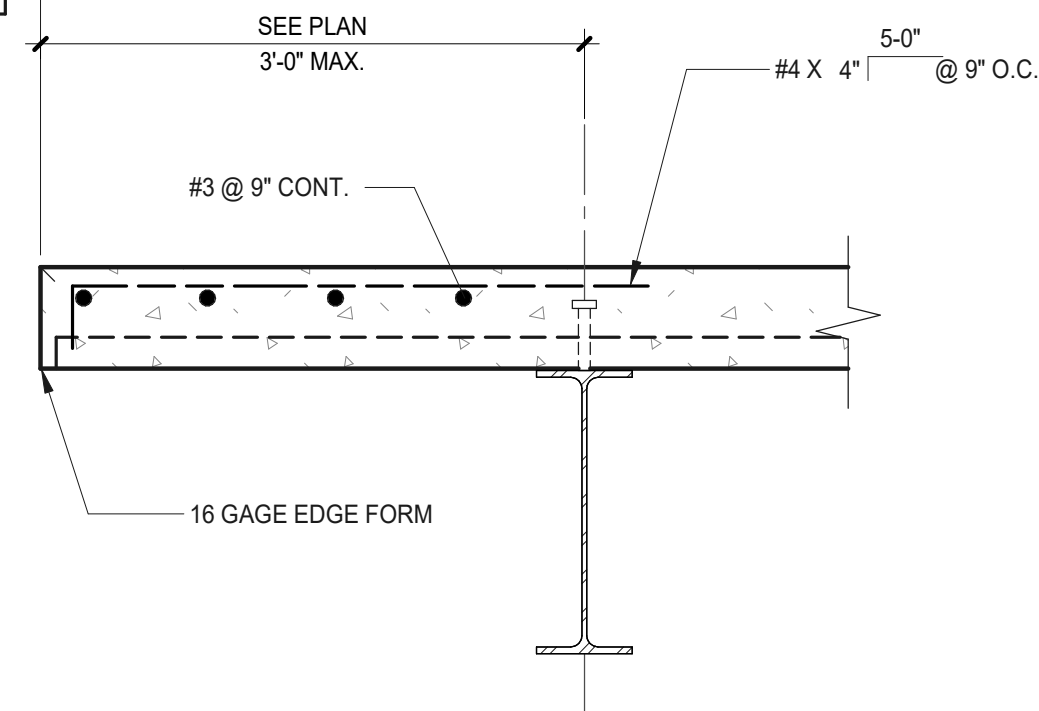 SEE PLAN
3'-0" MAX.
5-0"
#4 X 4" @ 9" O.C.
#3 @ 9" CONT.
16 GAGE EDGE FORM